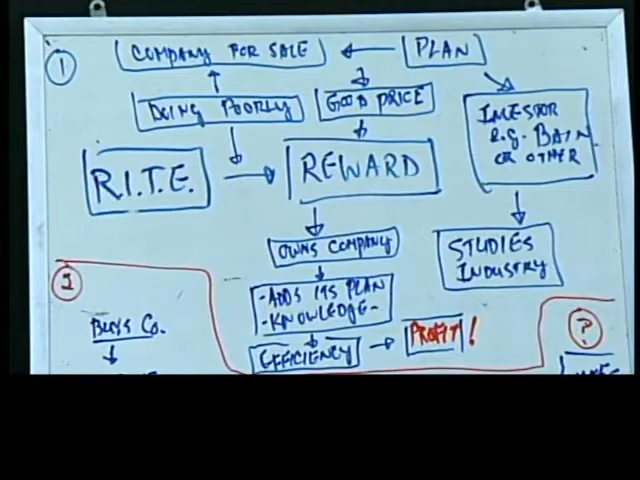 1
COMPANY FOR SALE
PLAN
DOING POORLY
GOOD PRICE
INVESTOR
e.g. BAIN
OR OTHER
R.I.T.E.
REWARD
OWNS COMPANY
STUDIES
INDUSTRY
2
-ADDS ITS PLAN
-KNOWLEDGE-
BUYS Co.
EFFICIENCY
PROFIT!
?